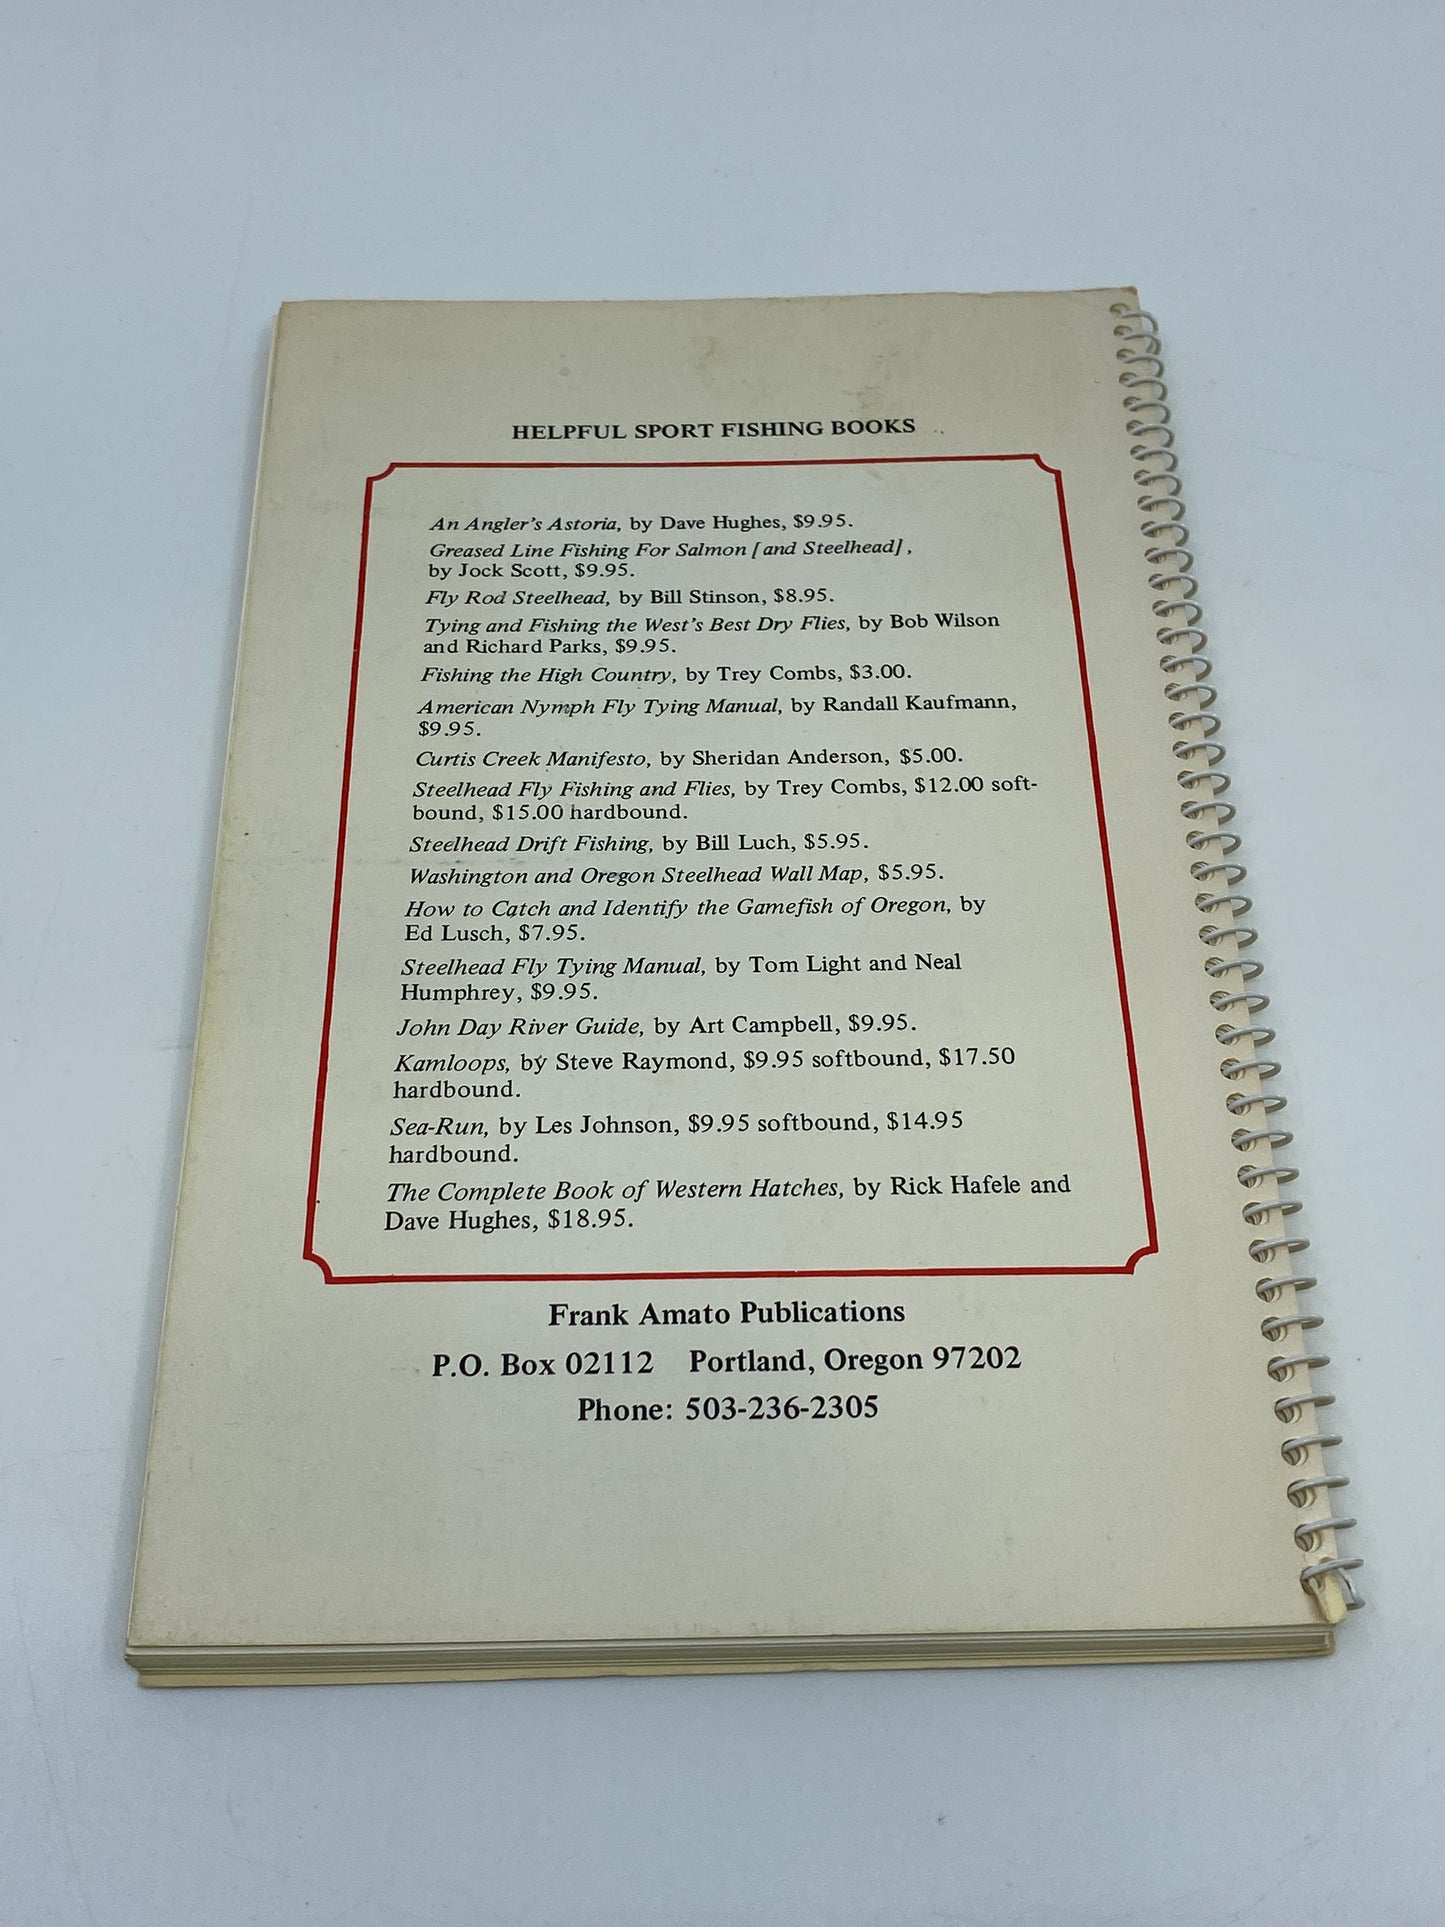 HELPFUL SPORT FISHING BOOKS
An Angler's Astoria, by Dave Hughes, $9.95.
Greased Line Fishing For Salmon [and Steelhead],
by Jock Scott, $9.95.
Fly Rod Steelhead, by Bill Stinson, $8.95.
Tying and Fishing the West's Best Dry Flies, by Bob Wilson
and Richard Parks, $9.95.
Fishing the High Country, by Trey Combs, $3.00.
American Nymph Fly Tying Manual, by Randall Kaufmann,
$9.95.
Curtis Creek Manifesto, by Sheridan Anderson, $5.00.
Steelhead Fly Fishing and Flies, by Trey Combs, $12.00 soft-
bound, $15.00 hardbound.
Steelhead Drift Fishing, by Bill Luch, $5.95.
Washington and Oregon Steelhead Wall Map, $5.95.
How to Catch and Identify the Gamefish of Oregon, by
Ed Lusch, $7.95.
Steelhead Fly Tying Manual, by Tom Light and Neal
Humphrey, $9.95.
John Day River Guide, by Art Campbell, $9.95.
Kamloops, by Steve Raymond, $9.95 softbound, $17.50
hardbound.
Sea-Run, by Les Johnson, $9.95 softbound, $14.95
hardbound.
The Complete Book of Western Hatches, by Rick Hafele and
Dave Hughes, $18.95.
Frank Amato Publications
P.O. Box 02112 Portland, Oregon 97202
Phone: 503-236-2305